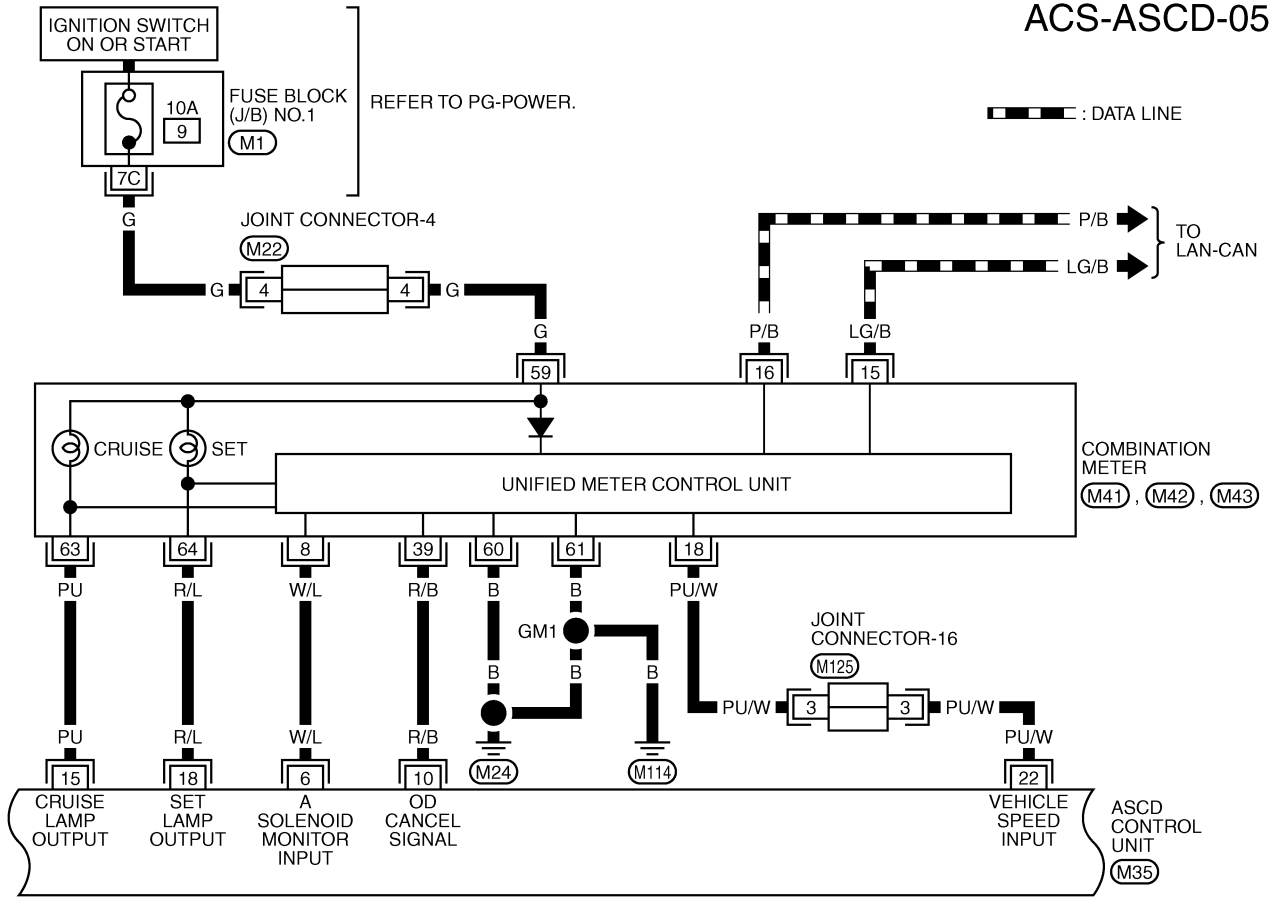 ACS-ASCD-05
IGNITION SWITCH
ON OR START
10A
9
FUSE BLOCK
(J/B) NO.1
M1
REFER TO PG-POWER.
: DATA LINE
7C
G
JOINT CONNECTOR-4
M22
G
4
4
G
G
P/B
LG/B
TO
LAN-CAN
P/B
LG/B
59
16
15
CRUISE
SET
UNIFIED METER CONTROL UNIT
COMBINATION
METER
M41 , M42 , M43
63
64
8
39
60
61
18
PU
R/L
W/L
R/B
B
B
PU/W
GM1
JOINT
CONNECTOR-16
M125
B
B
B
PU/W
3
3
PU/W
PU
R/L
W/L
R/B
PU/W
M24
M114
15
18
6
10
22
CRUISE
LAMP
OUTPUT
SET
LAMP
OUTPUT
A
SOLENOID
MONITOR
INPUT
OD
CANCEL
SIGNAL
VEHICLE
SPEED
INPUT
ASCD
CONTROL
UNIT
M35